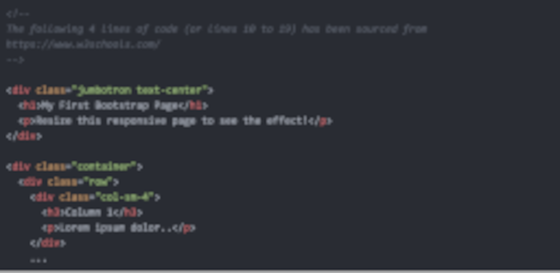 <!--
The following 4 lines of code (or lines 10 to 19) has been sourced from
https://www.w3schools.com/
-->
<div class="jumbotron text-center">
<h1>My First Bootstrap Page</h1>
<p>Resize this responsive page to see the effect!</p>
</div>
<div class="container">
<div class="row">
<div class="col-sm-4">
<h3>Column 1</h3>
<p>Lorem ipsum dolor..</p>
</div>
...